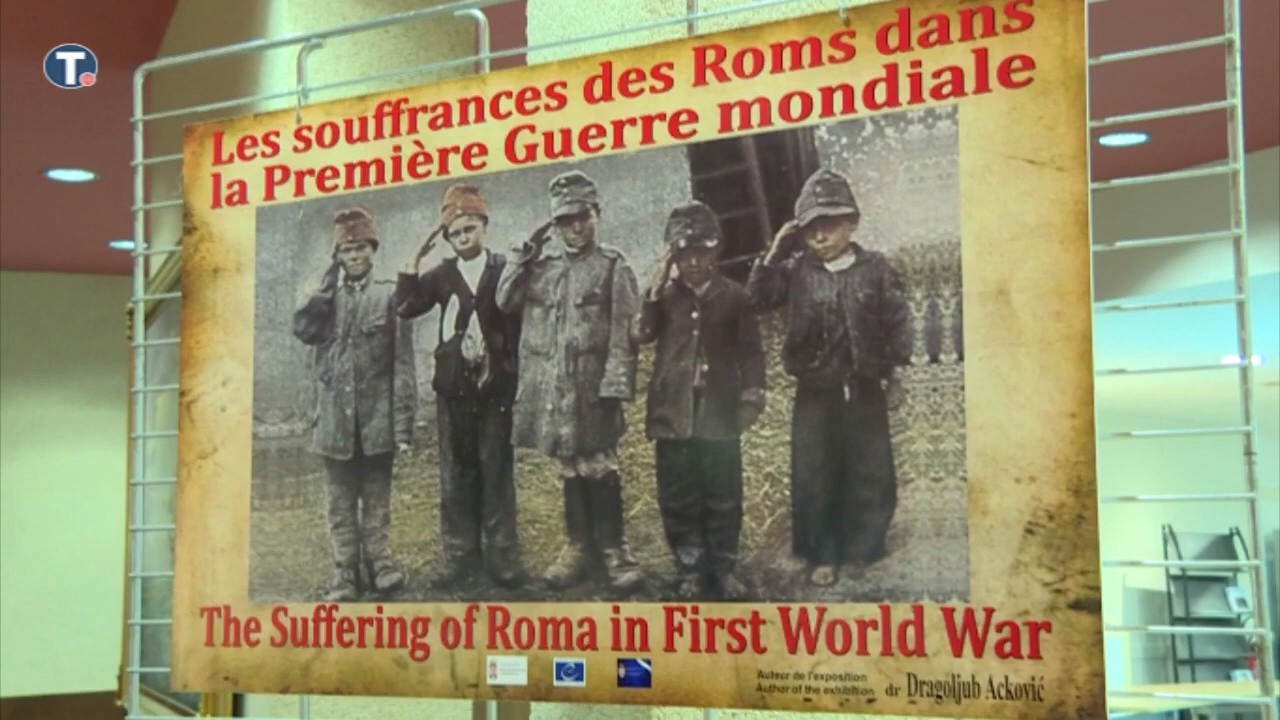 T.
Les souffrances des Roms dans
la Première Guerre mondiale
The Suffering of Roma in First World War
Auteur de l'exposition
Author of the exhibition dr Dragoljub Acković